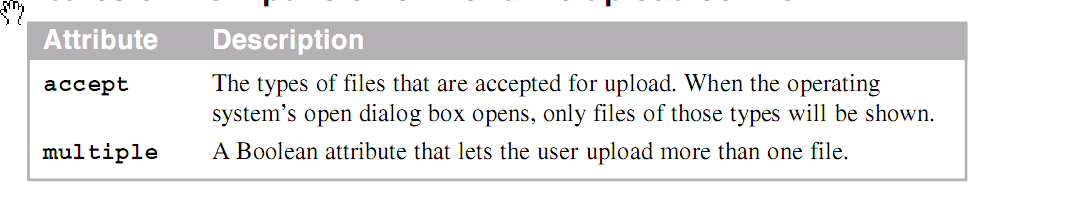 Attribute Description
accept The types of files that are accepted for upload. When the operating
system’s open dialog box opens, only files of those types will be shown.
multiple A Boolean attribute that lets the user upload more than one file.